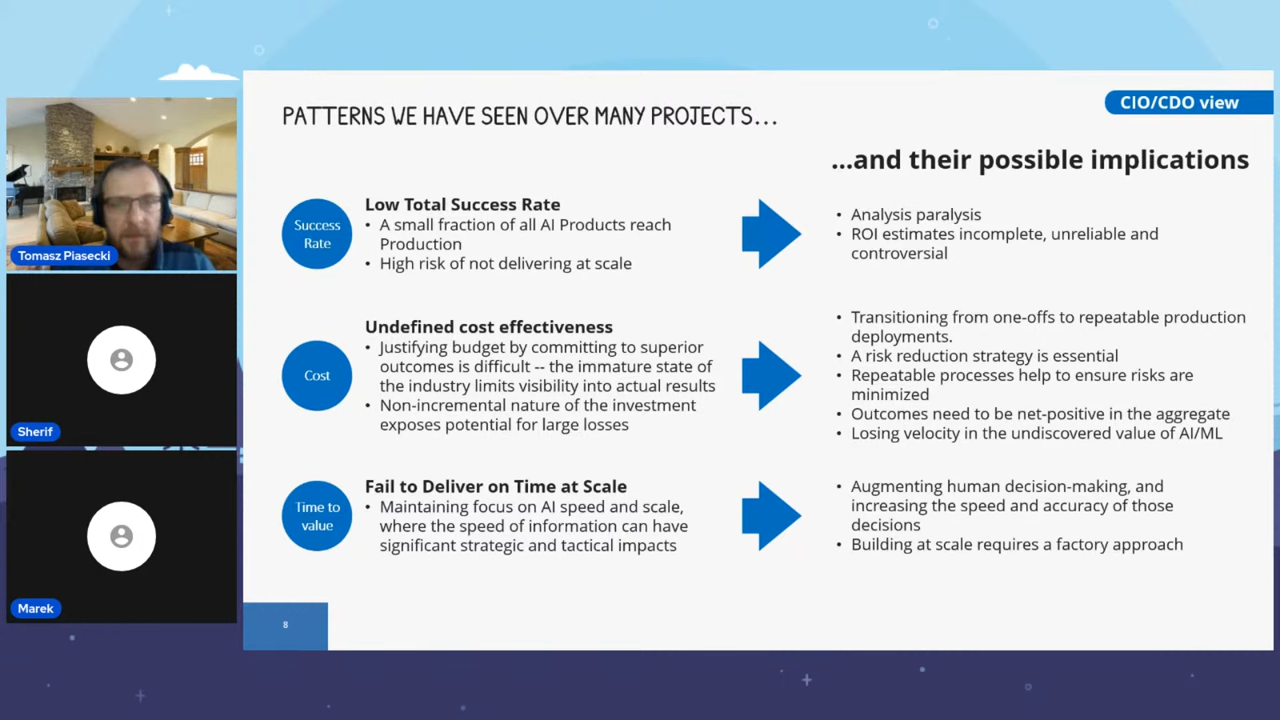 PATTERNS WE HAVE SEEN OVER MANY PROJECTS...
CIO/CDO view
...and their possible implications
Success
Rate
Low Total Success Rate
• A small fraction of all AI Products reach
Production
• High risk of not delivering at scale
• Analysis paralysis
• ROI estimates incomplete, unreliable and
controversial
Cost
Undefined cost effectiveness
• Justifying budget by committing to superior
outcomes is difficult -- the immature state of
the industry limits visibility into actual results
• Non-incremental nature of the investment
exposes potential for large losses
• Transitioning from one-offs to repeatable production
deployments.
• A risk reduction strategy is essential
• Repeatable processes help to ensure risks are
minimized
• Outcomes need to be net-positive in the aggregate
• Losing velocity in the undiscovered value of AI/ML
Time to
value
Fail to Deliver on Time at Scale
• Maintaining focus on AI speed and scale,
where the speed of information can have
significant strategic and tactical impacts
• Augmenting human decision-making, and
increasing the speed and accuracy of those
decisions
• Building at scale requires a factory approach
8
Tomasz Piasecki
Sherif
Marek